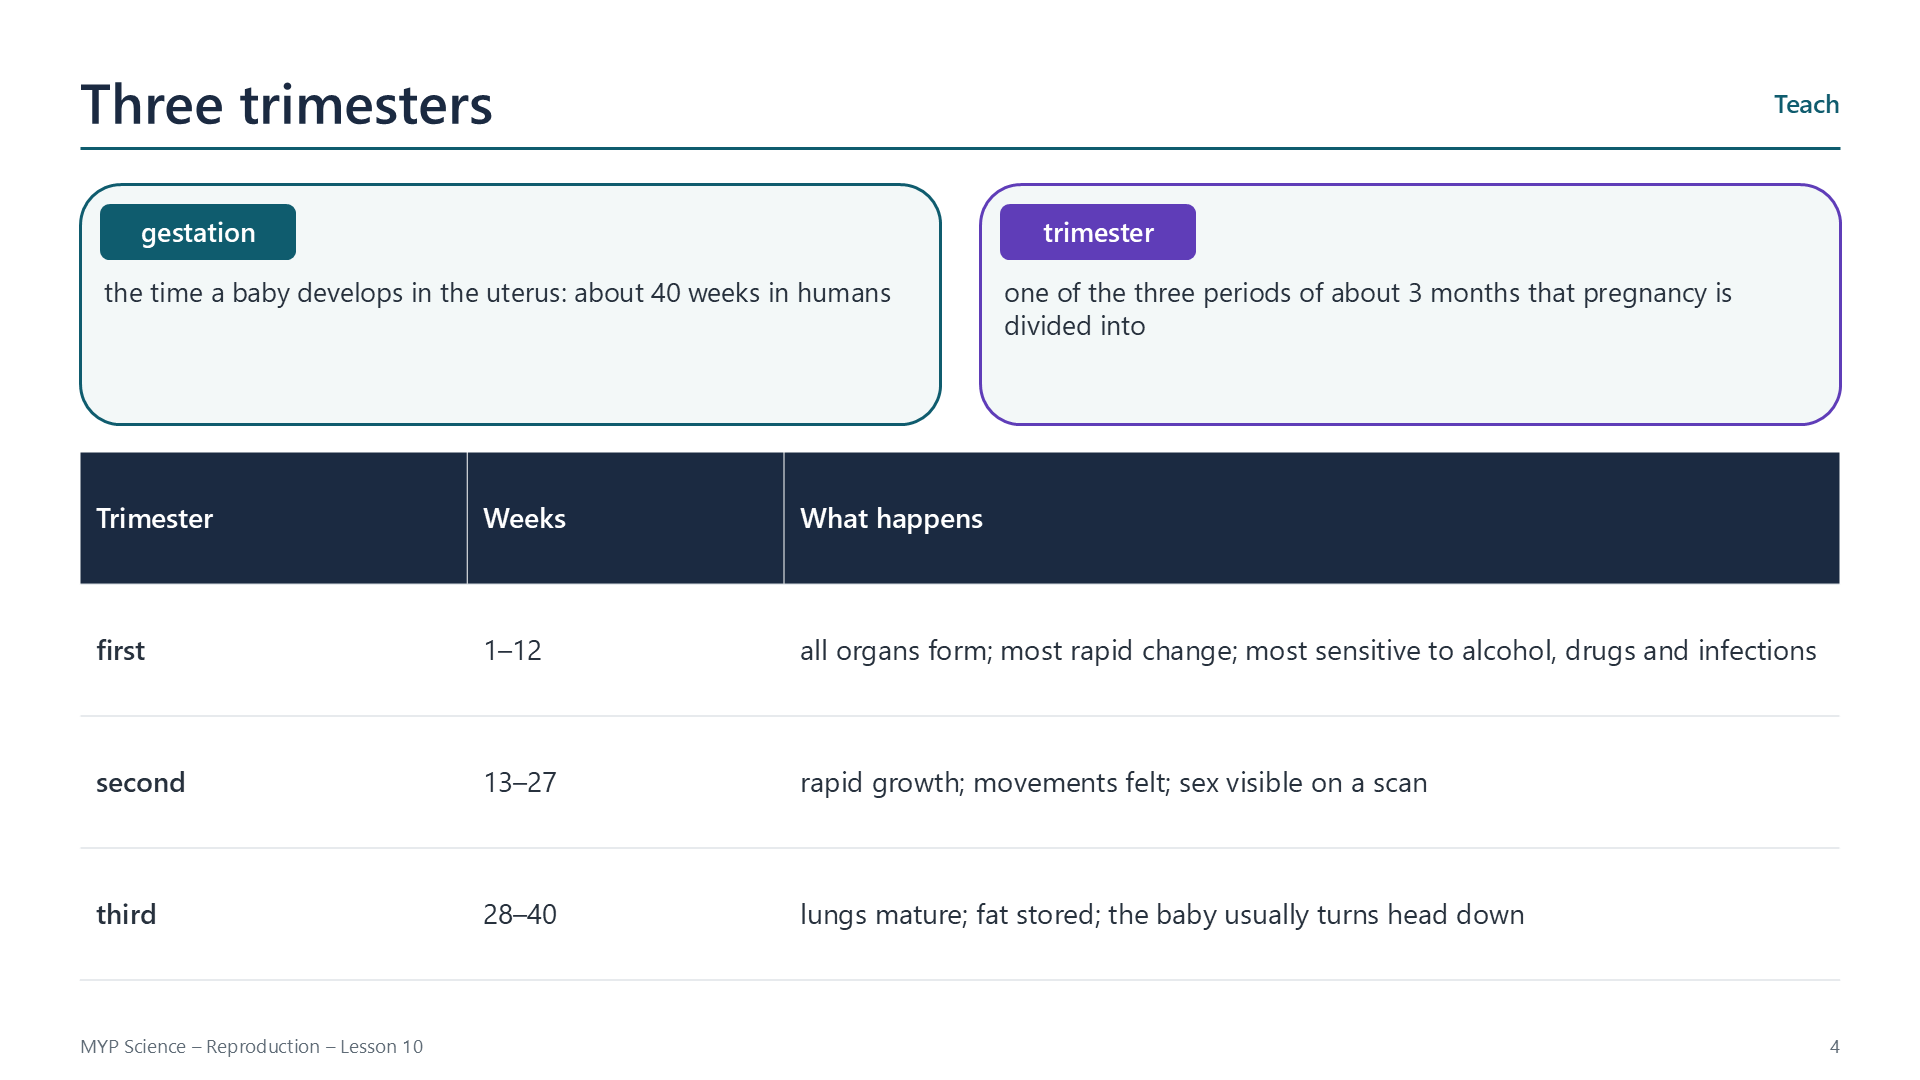 Three trimesters
Teach
gestation
the time a baby develops in the uterus: about 40 weeks in humans
trimester
one of the three periods of about 3 months that pregnancy is
divided into
Trimester Weeks What happens
first 1–12 all organs form; most rapid change; most sensitive to alcohol, drugs and infections
second 13–27 rapid growth; movements felt; sex visible on a scan
third 28–40 lungs mature; fat stored; the baby usually turns head down
MYP Science – Reproduction – Lesson 10
4